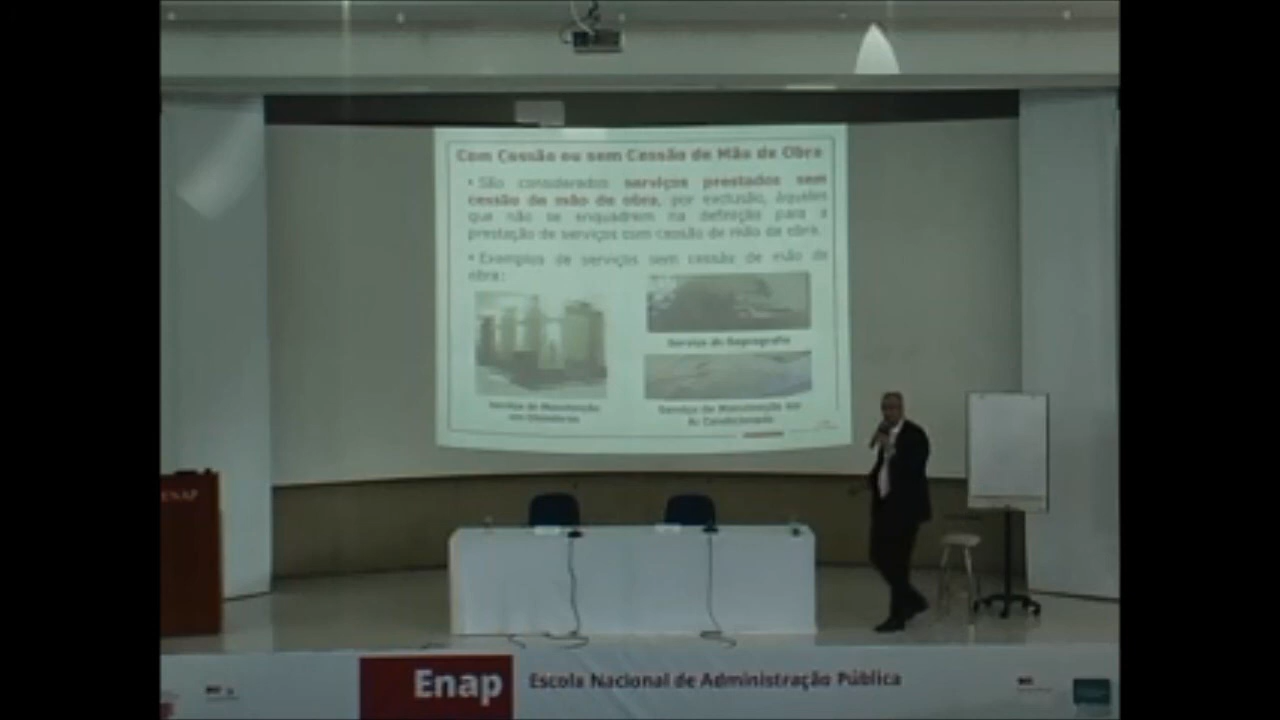 Com Cessão ou sem Cessão de Mão de Obra
• São considerados serviços prestados sem
cessão de mão de obra, por exclusão, àqueles
que não se enquadrem na definição para a
prestação de serviços com cessão de mão de obra.
• Exemplos de serviços sem cessão de mão de
obra:
Serviço de Reprografia
Serviço de Manutenção em
Elevadores
Serviço de Manutenção em
Ar Condicionado
ENAP
Enap
Escola Nacional de Administração Pública